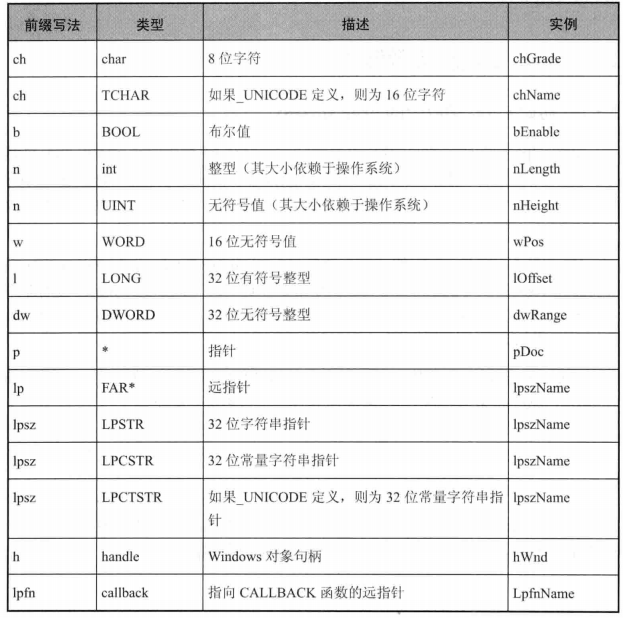 前缀写法 类型 描述 实例
ch char 8 位字符 chGrade
ch TCHAR 如果_UNICODE 定义，则为 16 位字符 chName
b BOOL 布尔值 bEnable
n int 整型（其大小依赖于操作系统） nLength
n UINT 无符号值（其大小依赖于操作系统） nHeight
w WORD 16 位无符号值 wPos
l LONG 32 位有符号整型 lOffset
dw DWORD 32 位无符号整型 dwRange
p * 指针 pDoc
lp FAR* 远指针 lpszName
lpsz LPSTR 32 位字符串指针 lpszName
lpsz LPCSTR 32 位常量字符串指针 lpszName
lpsz LPCTSTR 如果_UNICODE 定义，则为 32 位常量字符串指 lpszName
针
h handle Windows 对象句柄 hWnd
lpfn callback 指向 CALLBACK 函数的远指针 LpfnName